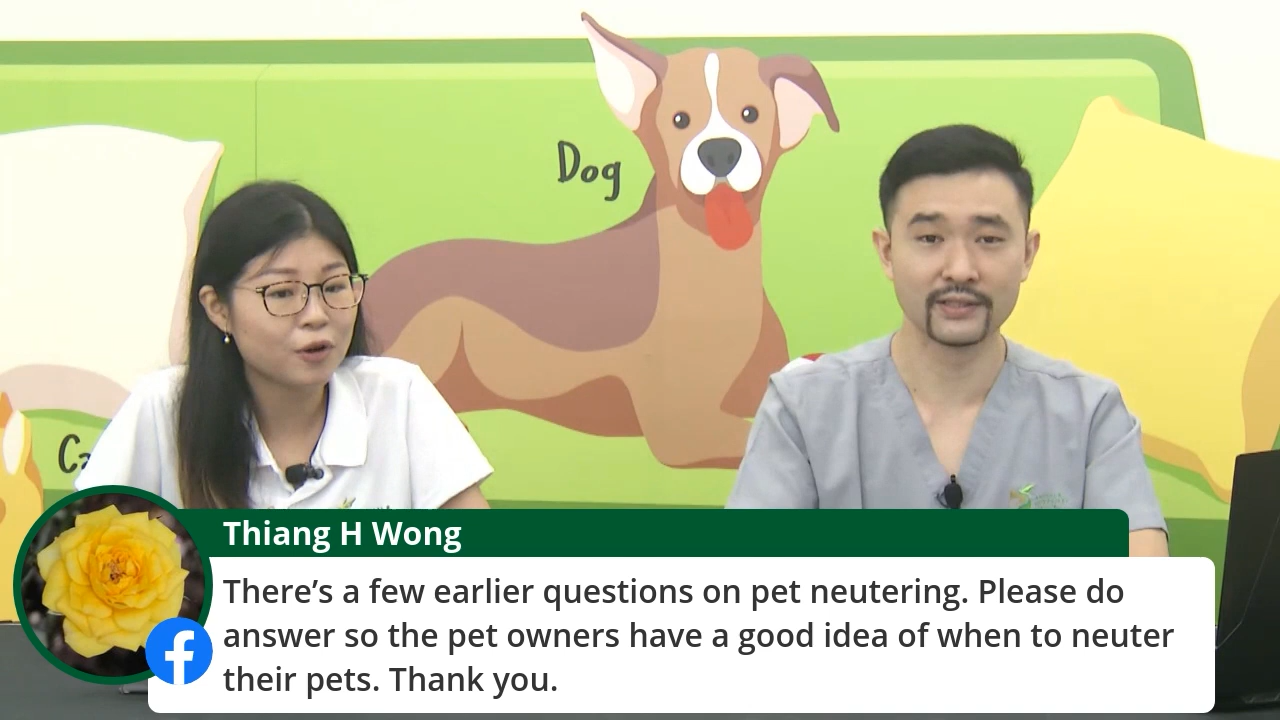 Dog
Ca
Thiang H Wong
There’s a few earlier questions on pet neutering. Please do
answer so the pet owners have a good idea of when to neuter
their pets. Thank you.